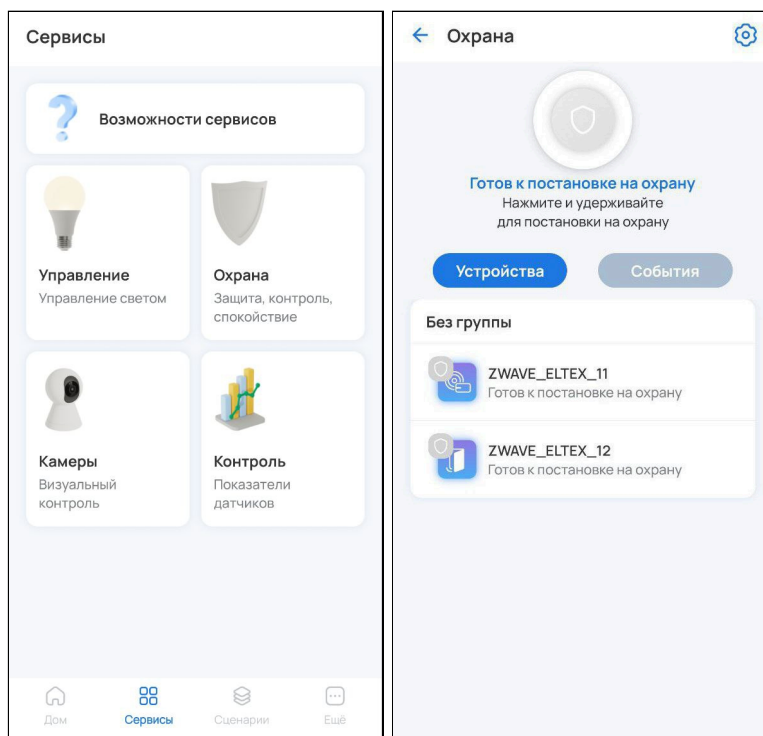 Сервисы
Возможности сервисов
Управление
Управление светом
Охрана
Защита, контроль,
спокойствие
Камеры
Визуальный
контроль
Контроль
Показатели
датчиков
Дом
Сервисы
Сценарии
Ещё
Охрана
Готов к постановке на охрану
Нажмите и удерживайте
для постановки на охрану
Устройства
События
Без группы
ZWAVE_ELTEX_11
Готов к постановке на охрану
ZWAVE_ELTEX_12
Готов к постановке на охрану